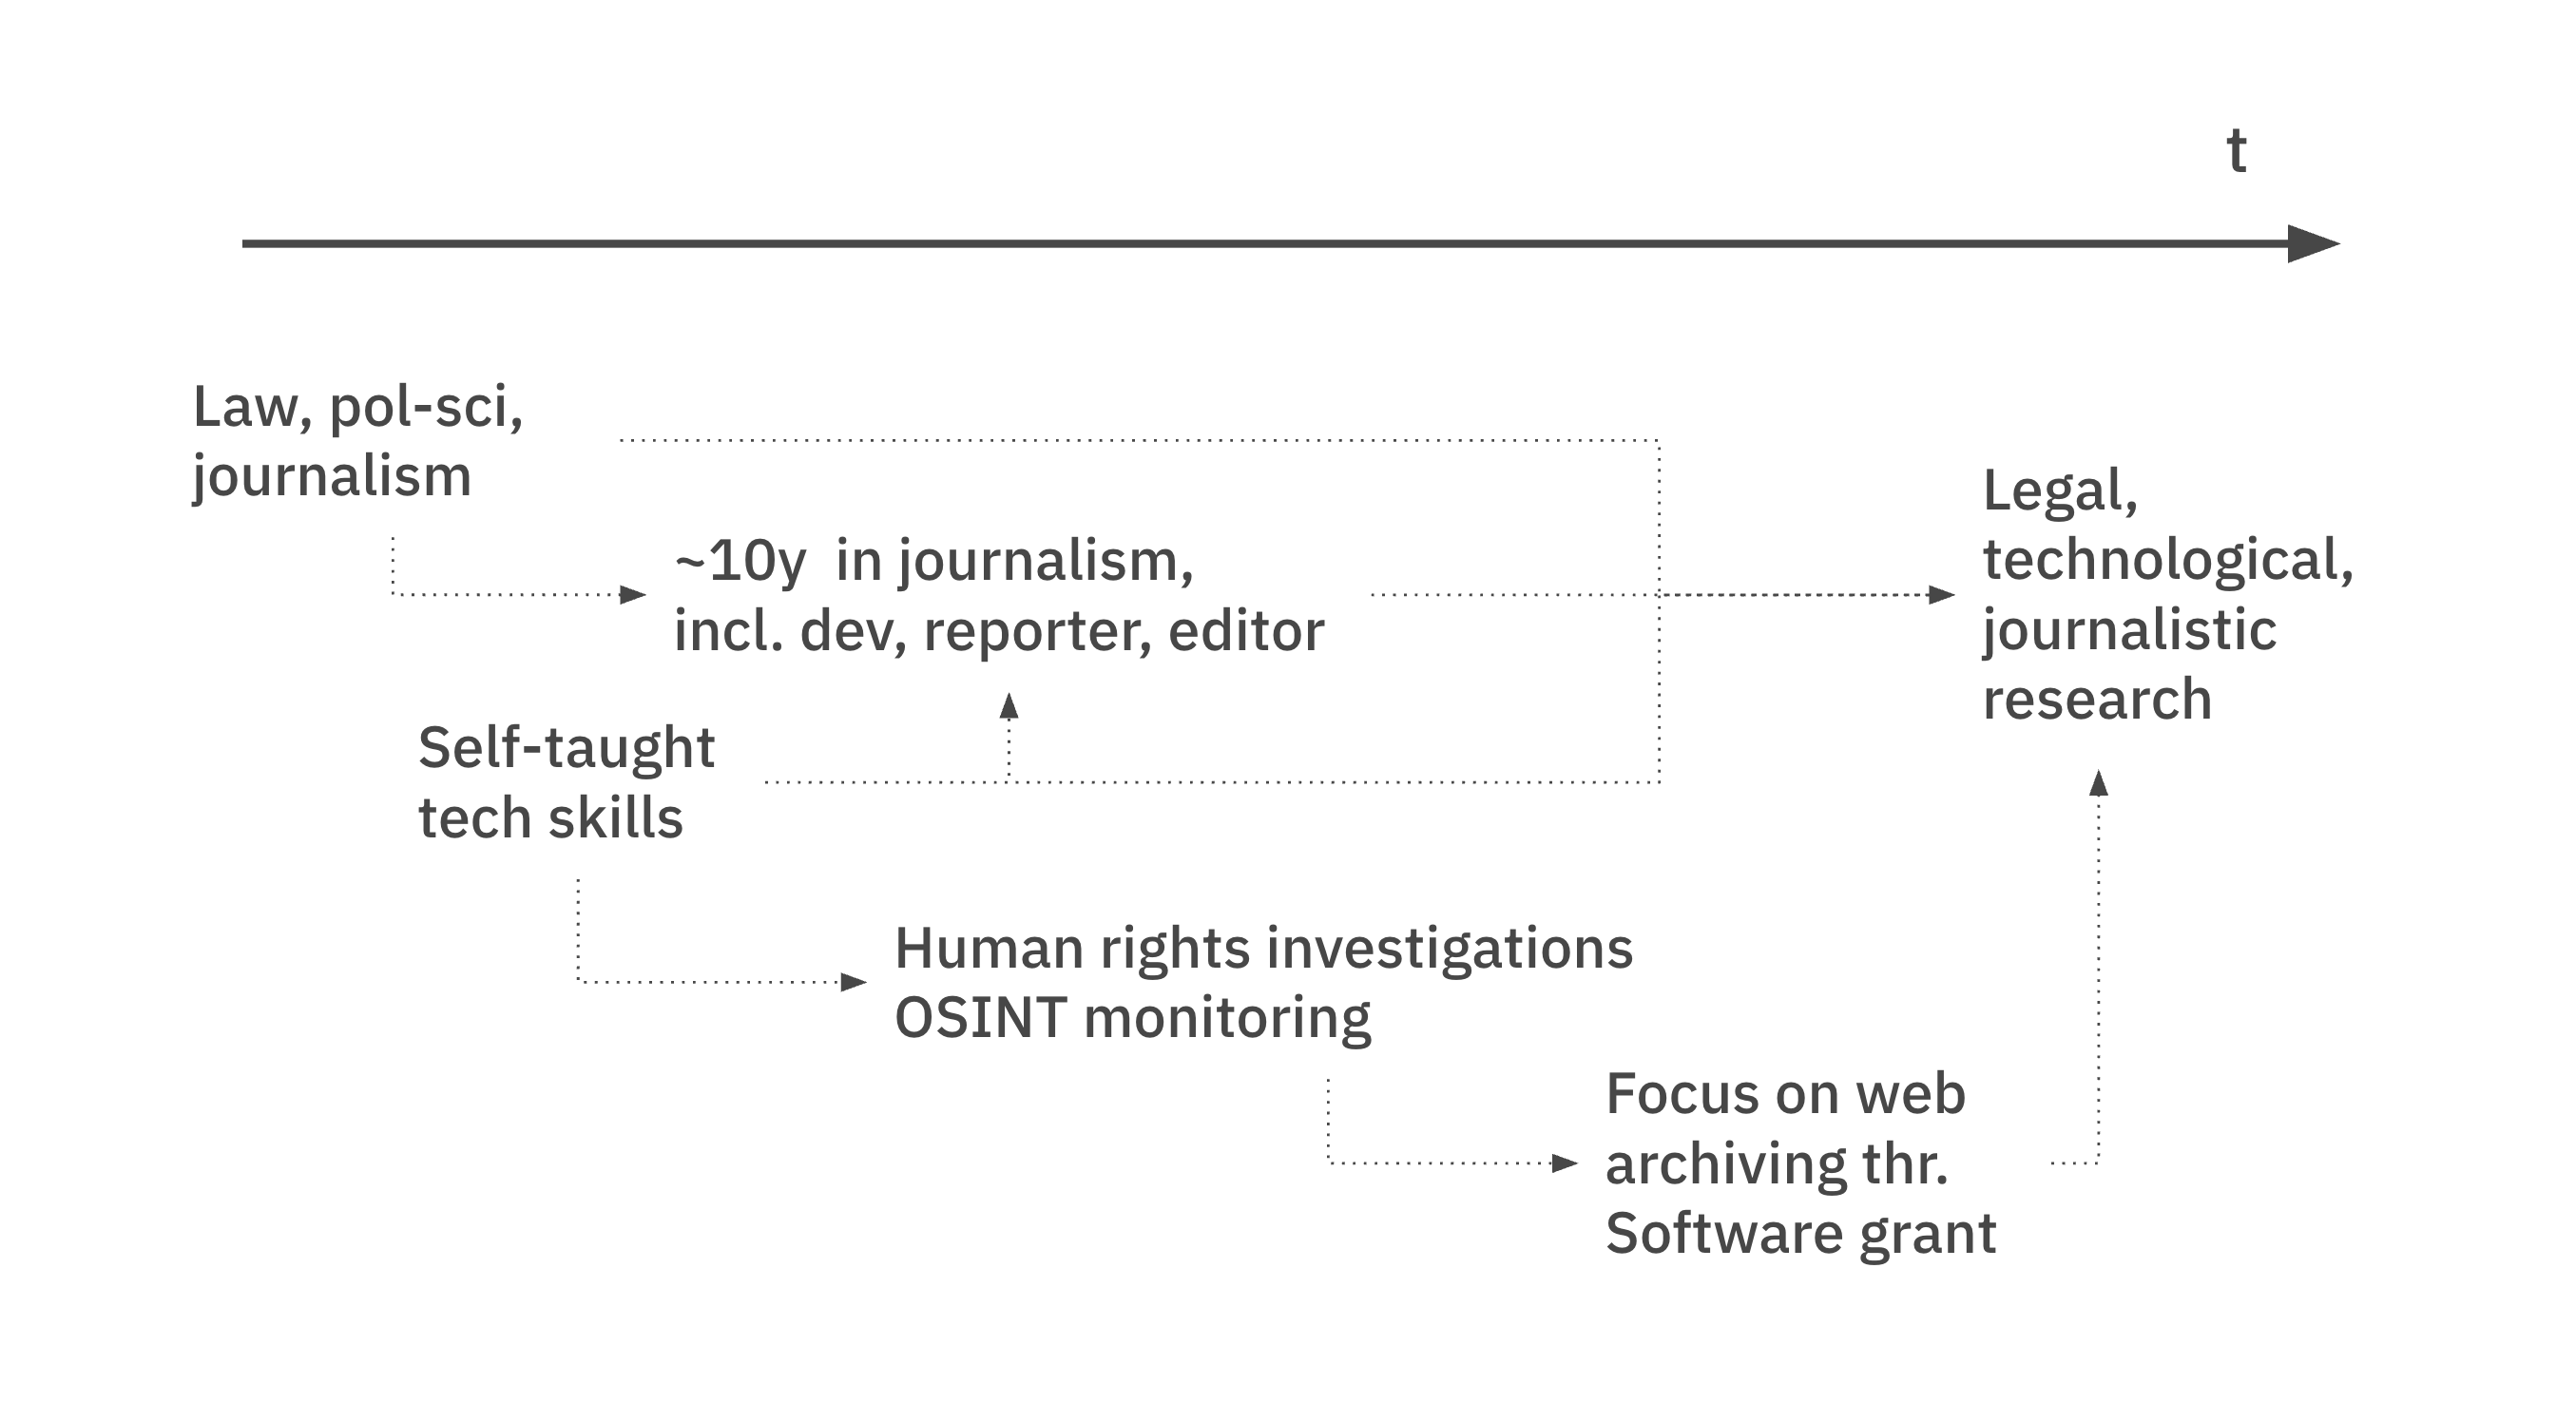 t
Law, pol-sci,
journalism
~10y  in journalism,
incl. dev, reporter, editor
Legal,
technological,
journalistic
research
Self-taught
tech skills
Human rights investigations
OSINT monitoring
Focus on web
archiving thr.
Software grant